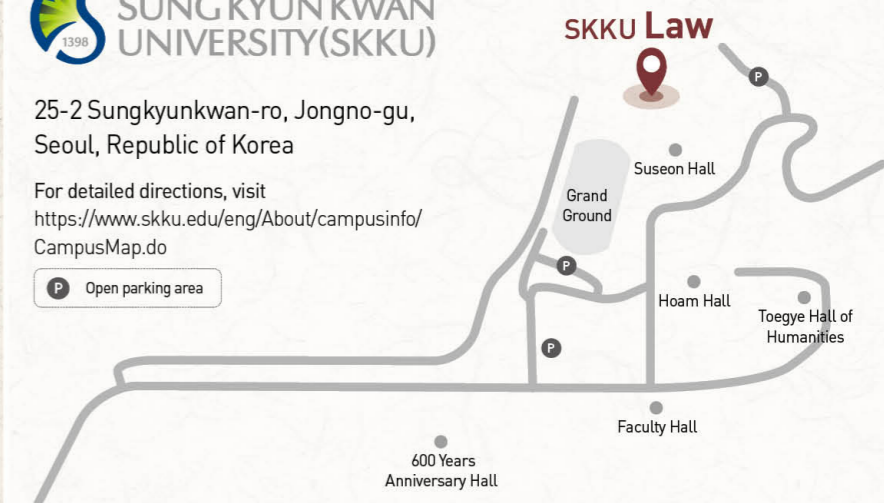 SUNG KYUN KWAN
UNIVERSITY(SKKU)
1398
25-2 Sungkyunkwan-ro, Jongno-gu,
Seoul, Republic of Korea
For detailed directions, visit
https://www.skku.edu/eng/About/campusinfo/
CampusMap.do
P Open parking area
SKKU Law
P
Suseon Hall
Grand
Ground
P
Hoam Hall
Toegye Hall of
Humanities
P
Faculty Hall
600 Years
Anniversary Hall